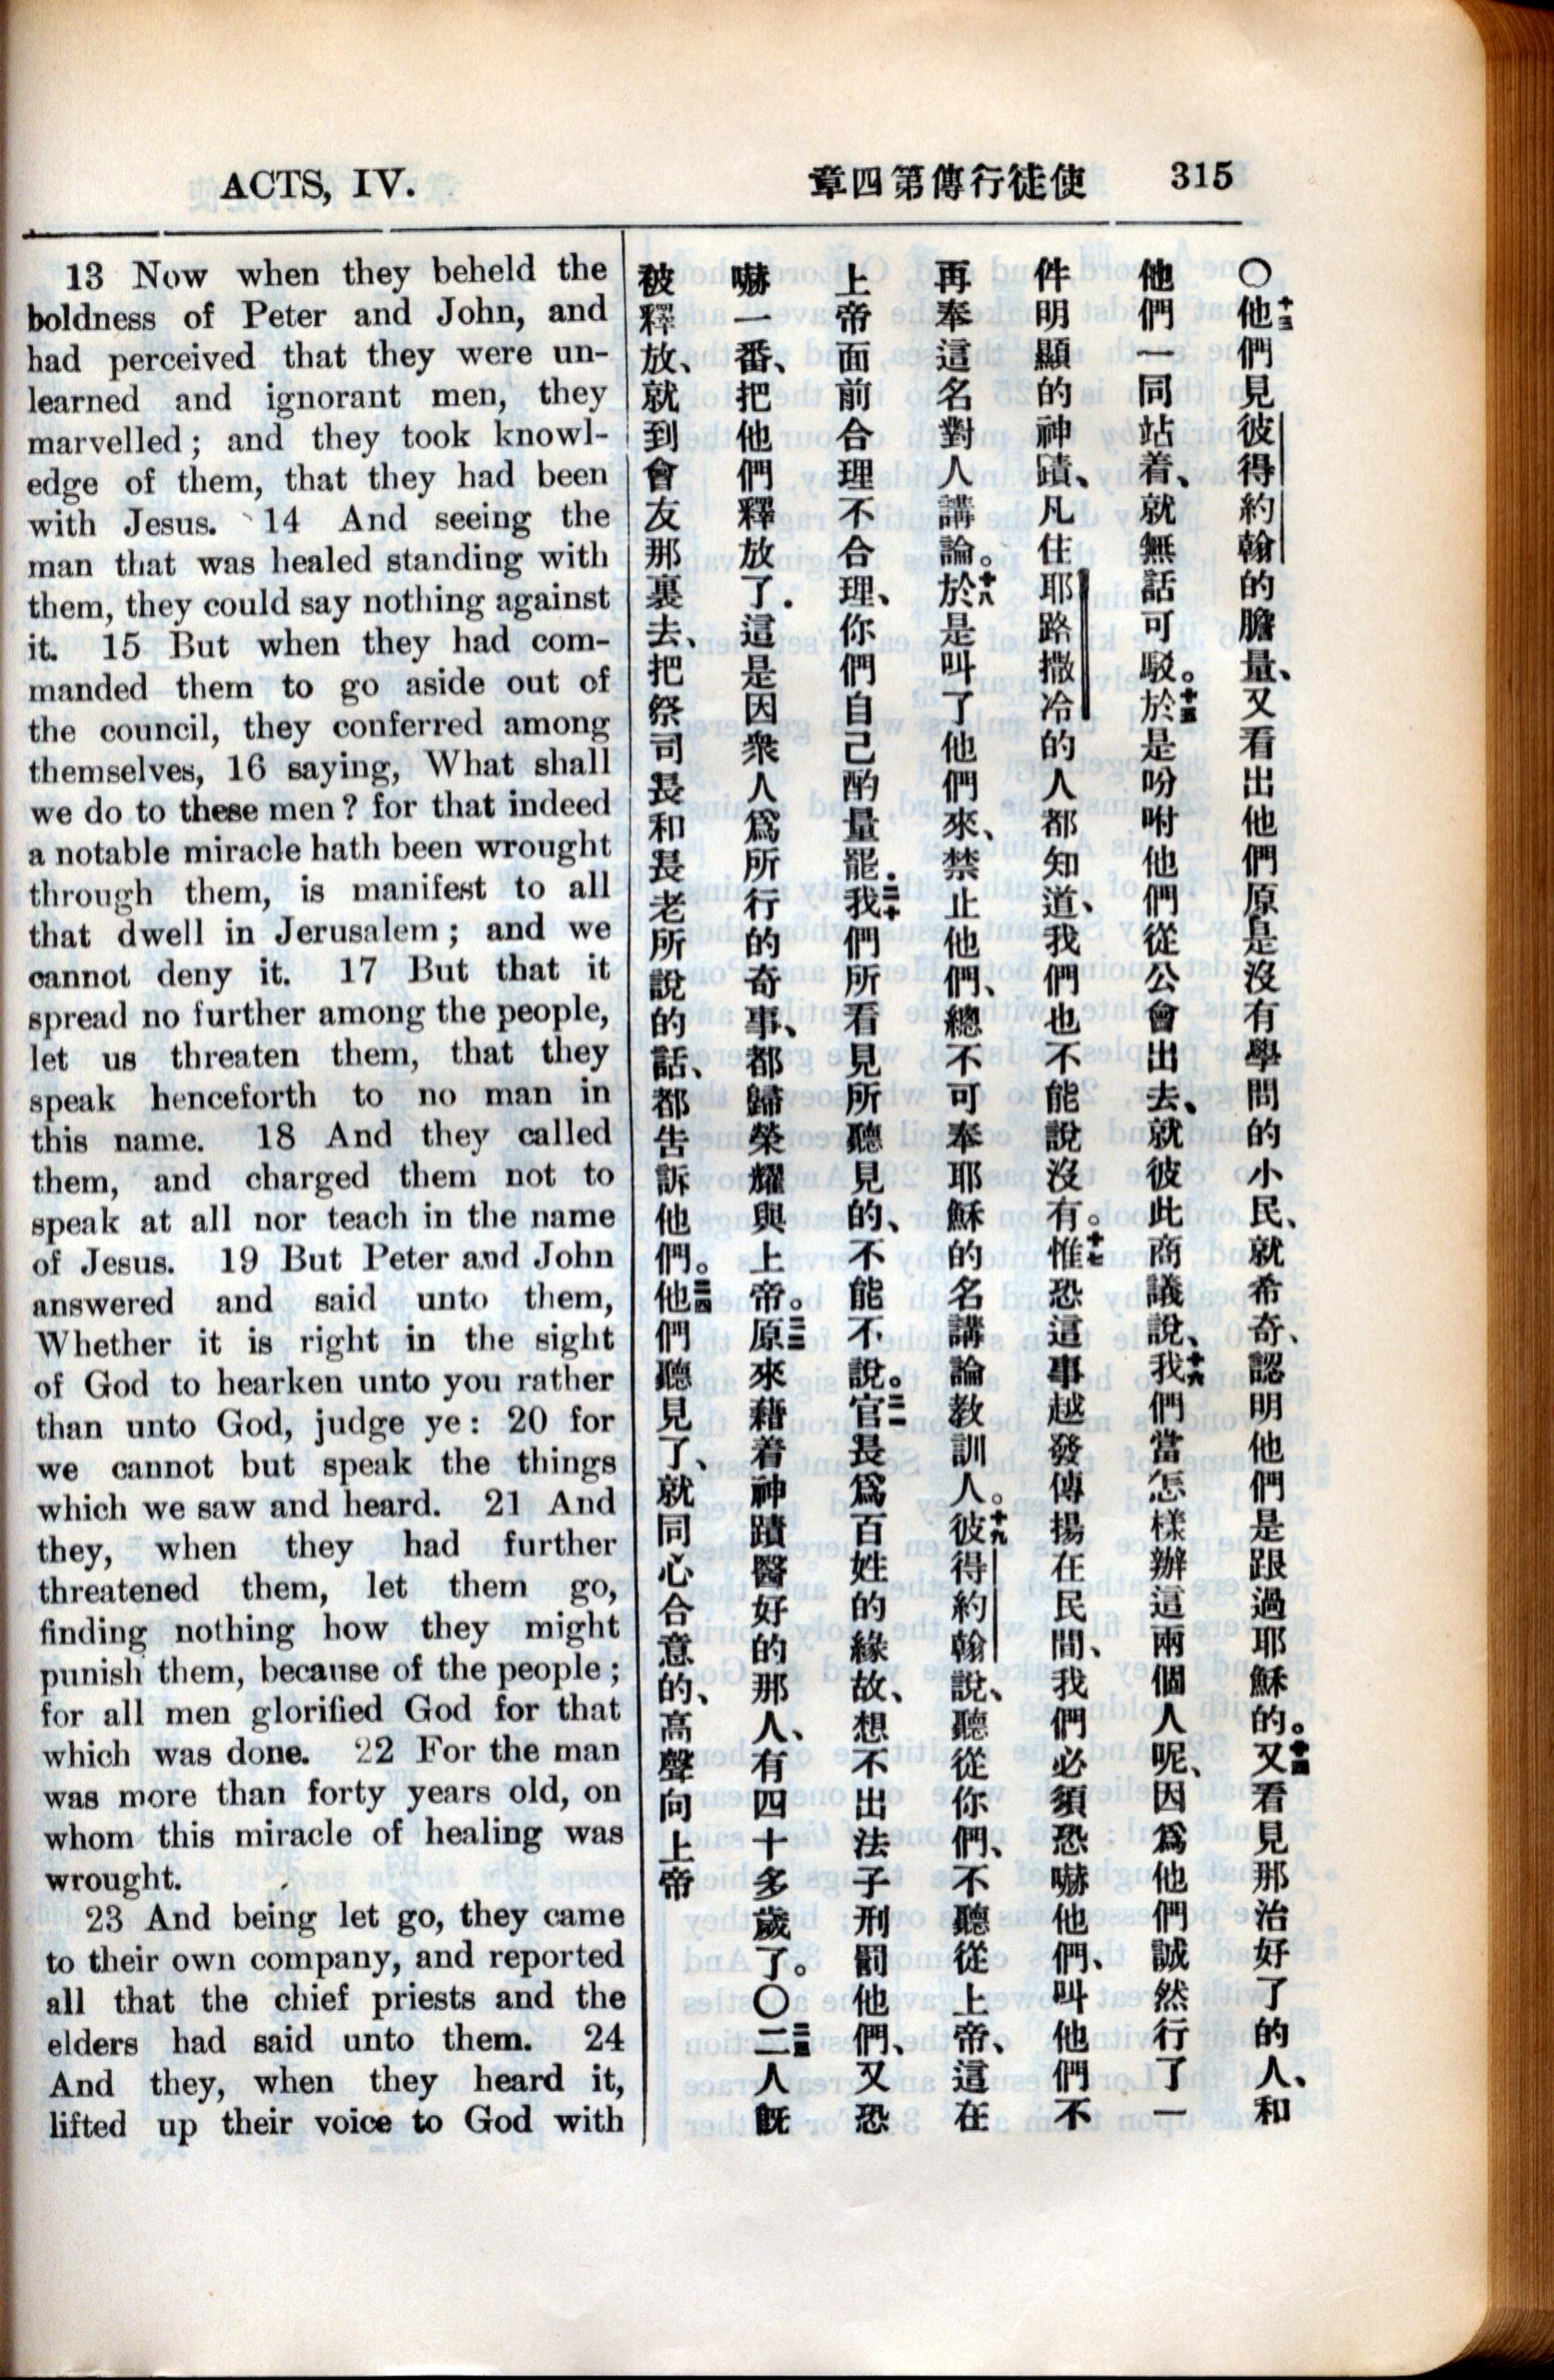 ACTS, IV.
章四第傳行徒使 315
13 Now when they beheld the
boldness of Peter and John, and
had perceived that they were un-
learned and ignorant men, they
marvelled; and they took knowl-
edge of them, that they had been
with Jesus. 14 And seeing the
man that was healed standing with
them, they could say nothing against
it. 15 But when they had com-
manded them to go aside out of
the council, they conferred among
themselves, 16 saying, What shall
we do to these men? for that indeed
a notable miracle hath been wrought
through them, is manifest to all
that dwell in Jerusalem; and we
cannot deny it. 17 But that it
spread no further among the people,
let us threaten them, that they
speak henceforth to no man in
this name. 18 And they called
them, and charged them not to
speak at all nor teach in the name
of Jesus. 19 But Peter and John
answered and said unto them,
Whether it is right in the sight
of God to hearken unto you rather
than unto God, judge ye: 20 for
we cannot but speak the things
which we saw and heard. 21 And
they, when they had further
threatened them, let them go,
finding nothing how they might
punish them, because of the people;
for all men glorified God for that
which was done. 22 For the man
was more than forty years old, on
whom this miracle of healing was
wrought.
23 And being let go, they came
to their own company, and reported
all that the chief priests and the
elders had said unto them. 24
And they, when they heard it,
lifted up their voice to God with
〇十三他們見彼得約翰的膽量、又看出他們原是沒有學問的小民、就希奇、認明他們是跟過耶穌的。十四又看見那治好了的人、和
他們一同站着、就無話可駁。十五於是吩咐他們從公會出去、就彼此商議說、十六我們當怎樣辦這兩個人呢、因爲他們誠然行了一
件明顯的神蹟、凡住耶路撒冷的人都知道、我們也不能說沒有。十七惟恐這事越發傳揚在民間、我們必須恐嚇他們、叫他們不
再奉這名對人講論。十八於是叫了他們來、禁止他們、總不可奉耶穌的名講論教訓人。十九彼得約翰說、聽從你們、不聽從上帝、這在
上帝面前合理不合理、你們自己酌量罷.二十我們所看見所聽見的、不能不說。二一官長爲百姓的緣故、想不出法子刑罰他們、又恐
嚇一番、把他們釋放了.這是因衆人爲所行的奇事、都歸榮耀與上帝。二二原來藉着神蹟醫好的那人、有四十多歲了。〇二三二人旣
被釋放、就到會友那裏去、把祭司長和長老所說的話、都告訴他們。二四他們聽見了、就同心合意的、高聲向上帝